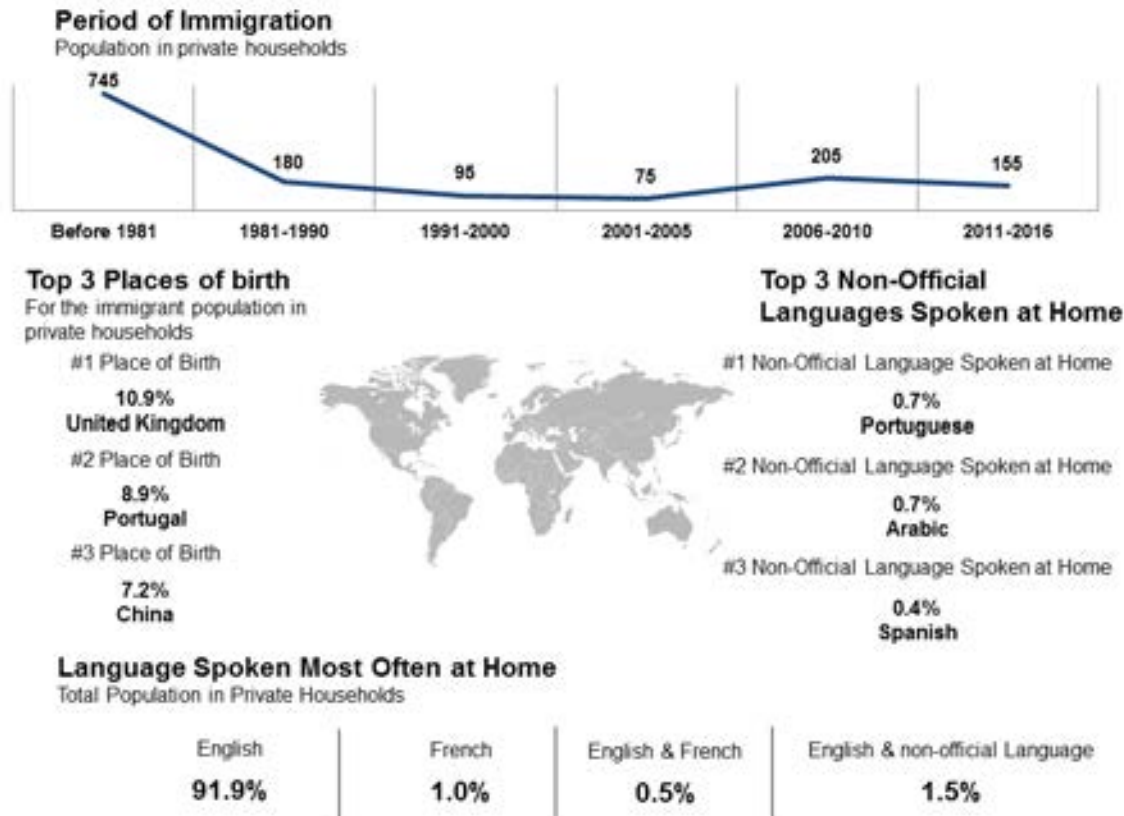 Period of Immigration
Population in private households
745
180
95
75
205
155
Before 1981
1981-1990
1991-2000
2001-2005
2006-2010
2011-2016
Top 3 Places of birth
For the immigrant population in
private households
#1 Place of Birth
10.9%
United Kingdom
#2 Place of Birth
8.9%
Portugal
#3 Place of Birth
7.2%
China
Top 3 Non-Official
Languages Spoken at Home
#1 Non-Official Language Spoken at Home
0.7%
Portuguese
#2 Non-Official Language Spoken at Home
0.7%
Arabic
#3 Non-Official Language Spoken at Home
0.4%
Spanish
Language Spoken Most Often at Home
Total Population in Private Households
English
91.9%
French
1.0%
English & French
0.5%
English & non-official Language
1.5%